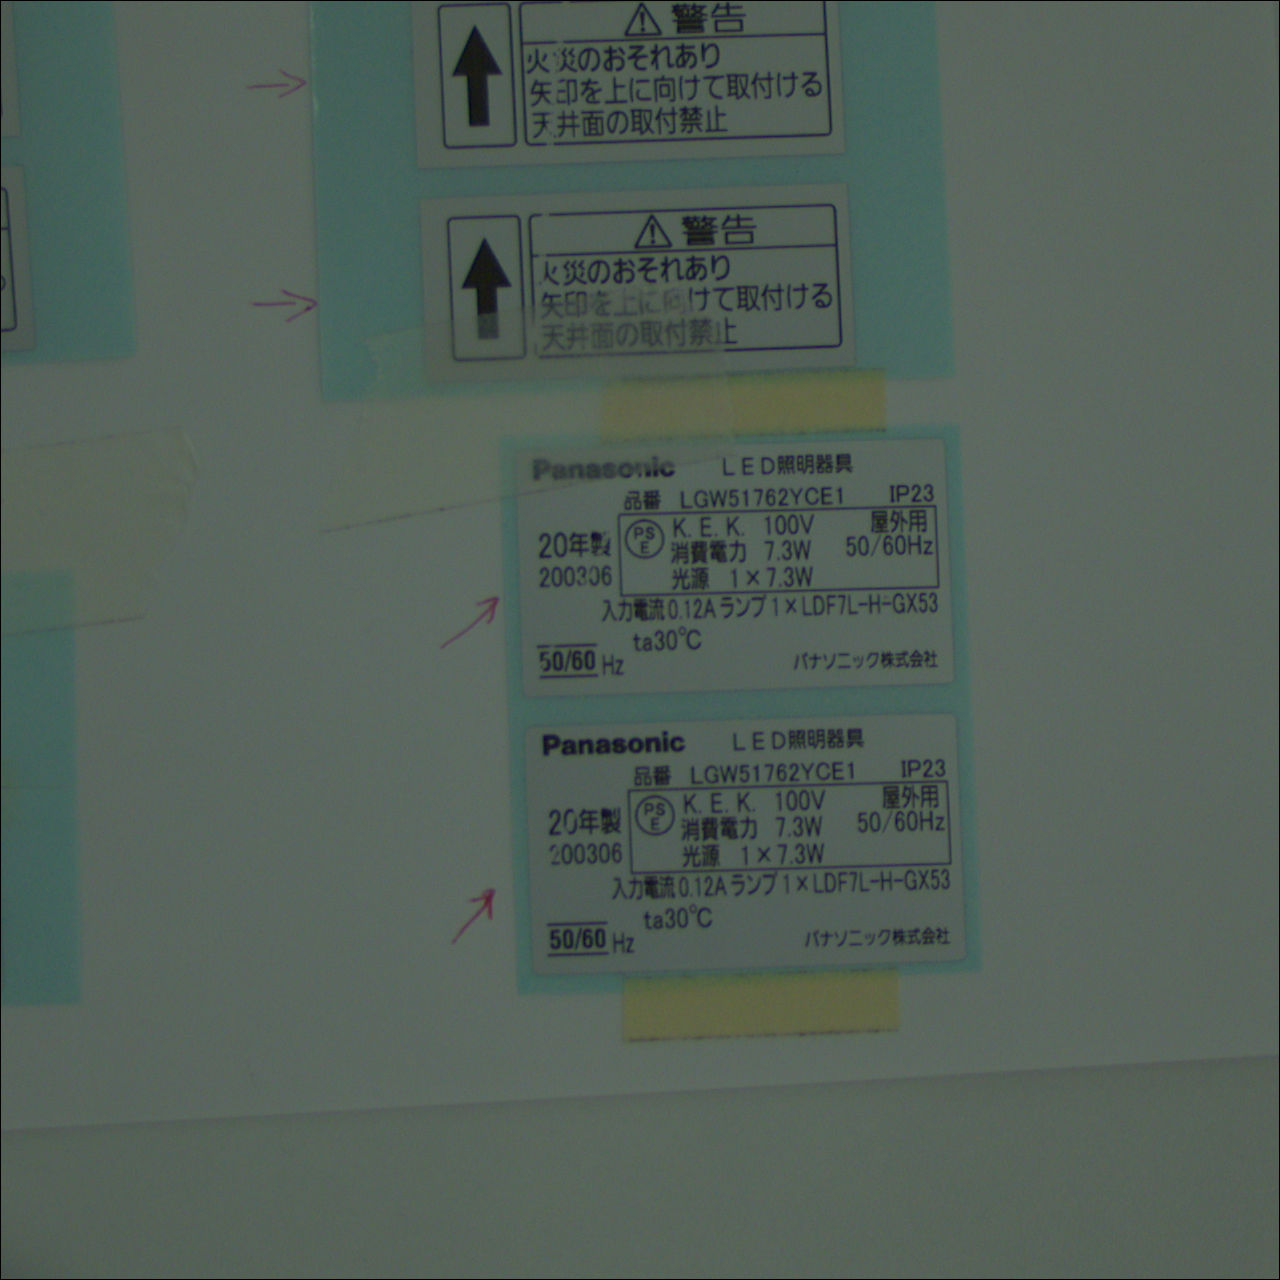 ⚠ 警告
火災のおそれあり
矢印を上に向けて取付ける
天井面の取付禁止
⚠ 警告
火災のおそれあり
矢印を上に向けて取付ける
天井面の取付禁止
Panasonic LED照明器具
品番 LGW51762YCE1 IP23
20年製 PSE K.E.K. 100V 屋外用
消費電力 7.3W 50/60Hz
200306 光源 1×7.3W
入力電流0.12A ランプ1×LDF7L-H-GX53
ta30℃
50/60 Hz パナソニック株式会社
Panasonic LED照明器具
品番 LGW51762YCE1 IP23
20年製 PSE K.E.K. 100V 屋外用
消費電力 7.3W 50/60Hz
200306 光源 1×7.3W
入力電流0.12A ランプ1×LDF7L-H-GX53
ta30℃
50/60 Hz パナソニック株式会社